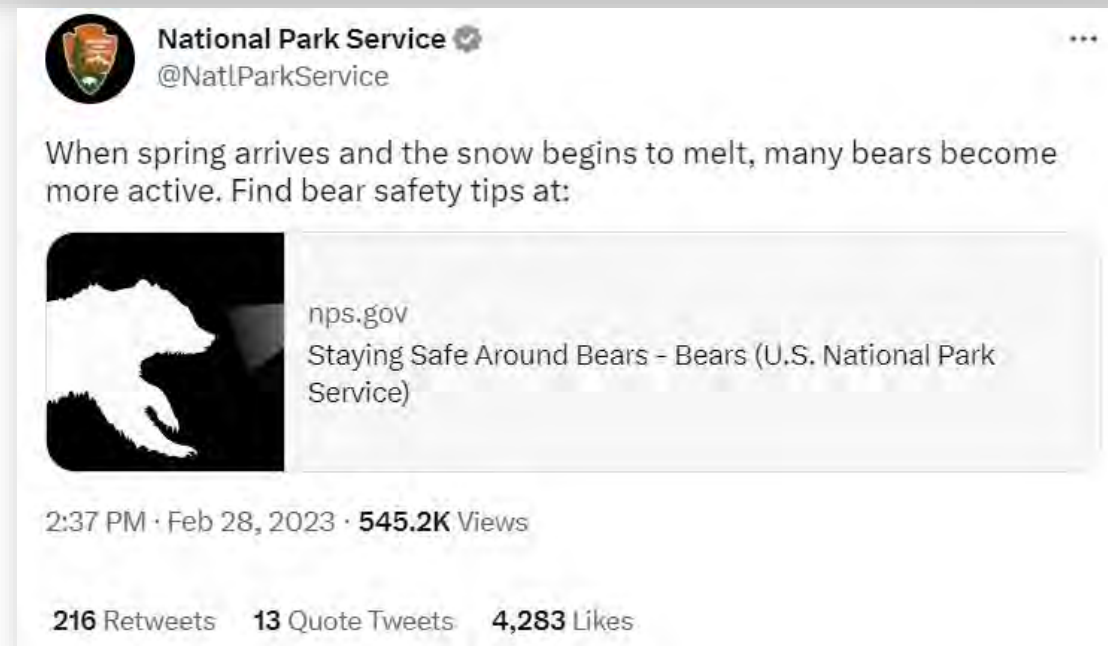 National Park Service
@NatlParkService
When spring arrives and the snow begins to melt, many bears become
more active. Find bear safety tips at:
nps.gov
Staying Safe Around Bears - Bears (U.S. National Park
Service)
2:37 PM · Feb 28, 2023 · 545.2K Views
216 Retweets 13 Quote Tweets 4,283 Likes